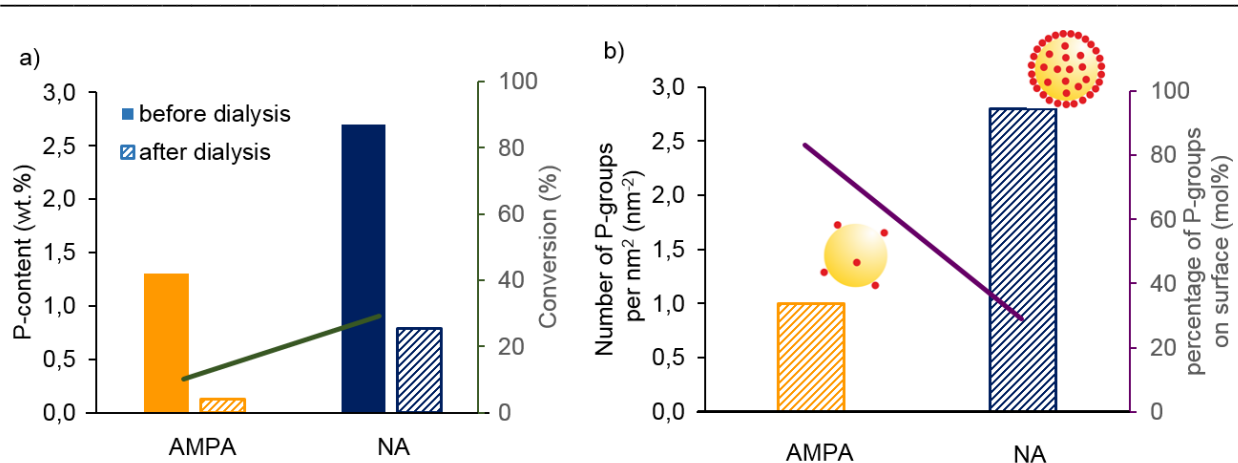 a)
P-content (wt.%)
3,0
2,5
2,0
1,5
1,0
0,5
0,0
before dialysis
after dialysis
100
80
60
40
20
0
Conversion (%)
AMPA
NA
b)
Number of P-groups
per nm² (nm⁻²)
3,0
2,5
2,0
1,5
1,0
0,5
0,0
100
80
60
40
20
0
percentage of P-groups
on surface (mol%)
AMPA
NA